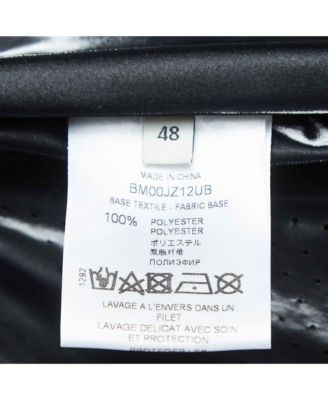 48
MADE IN CHINA
BM00JZ12UB
BASE TEXTILE - FABRIC BASE
100% POLYESTER
POLYESTER
ポリエステル
聚酯纤维
ПОЛИЭФИР
1292
LAVAGE A L'ENVERS DANS UN
FILET
LAVAGE DELICAT AVEC SOIN
ET PROTECTION